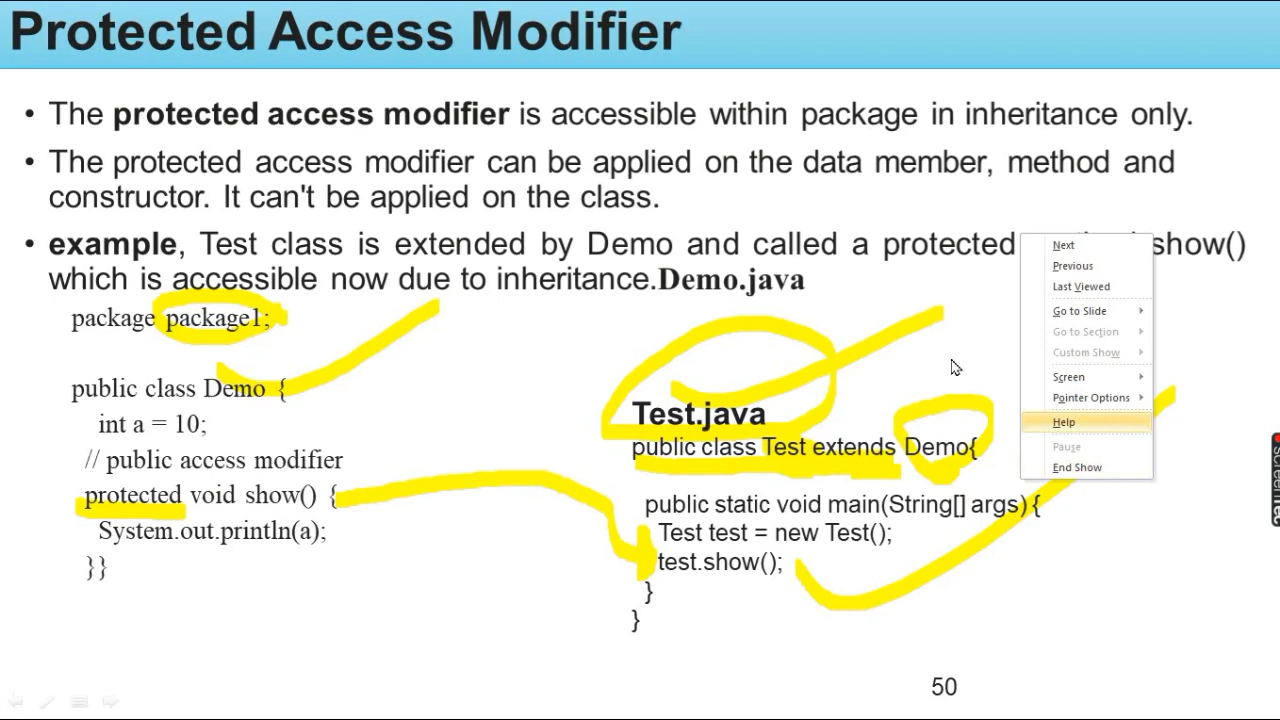 Protected Access Modifier
• The protected access modifier is accessible within package in inheritance only.
• The protected access modifier can be applied on the data member, method and
constructor. It can't be applied on the class.
• example, Test class is extended by Demo and called a protected show()
which is accessible now due to inheritance.Demo.java
package package1;
public class Demo {
int a = 10;
// public access modifier
protected void show() {
System.out.println(a);
}}
Test.java
public class Test extends Demo{
public static void main(String[] args) {
Test test = new Test();
test.show();
}
}
Next
Previous
Last Viewed
Go to Slide
Go to Section
Custom Show
Screen
Pointer Options
Help
Pause
End Show
50